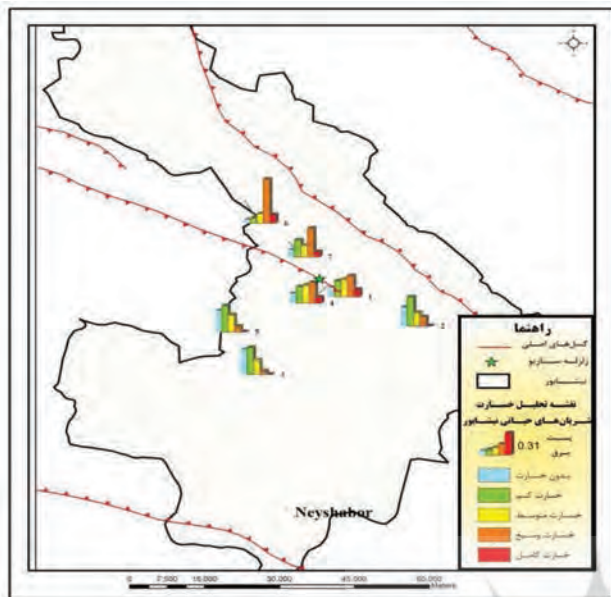 راهنما
گسل‌های اصلی
زلزله سناریو
نیشابور
نقشه تحلیل خسارت
شریان‌های حیاتی نیشابور
پست
برق
0.31
بدون خسارت
خسارت کم
خسارت متوسط
خسارت وسیع
خسارت کامل
Neyshabor
0 7,500 15,000 30,000 45,000 60,000
Meters